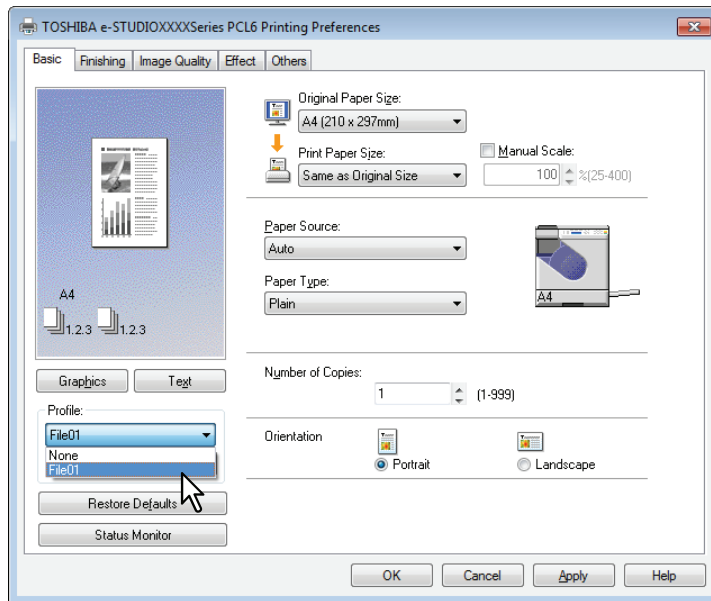 TOSHIBA e-STUDIOXXXXSeries PCL6 Printing Preferences
Basic Finishing Image Quality Effect Others
Original Paper Size:
A4 (210 x 297mm)
Print Paper Size:
Same as Original Size
Manual Scale:
100 %(25-400)
Paper Source:
Auto
Paper Type:
Plain
A4
A4
1.2.3 1.2.3
Graphics Text
Number of Copies:
1 (1-999)
Profile:
File01
None
File01
Orientation
Portrait Landscape
Restore Defaults
Status Monitor
OK Cancel Apply Help